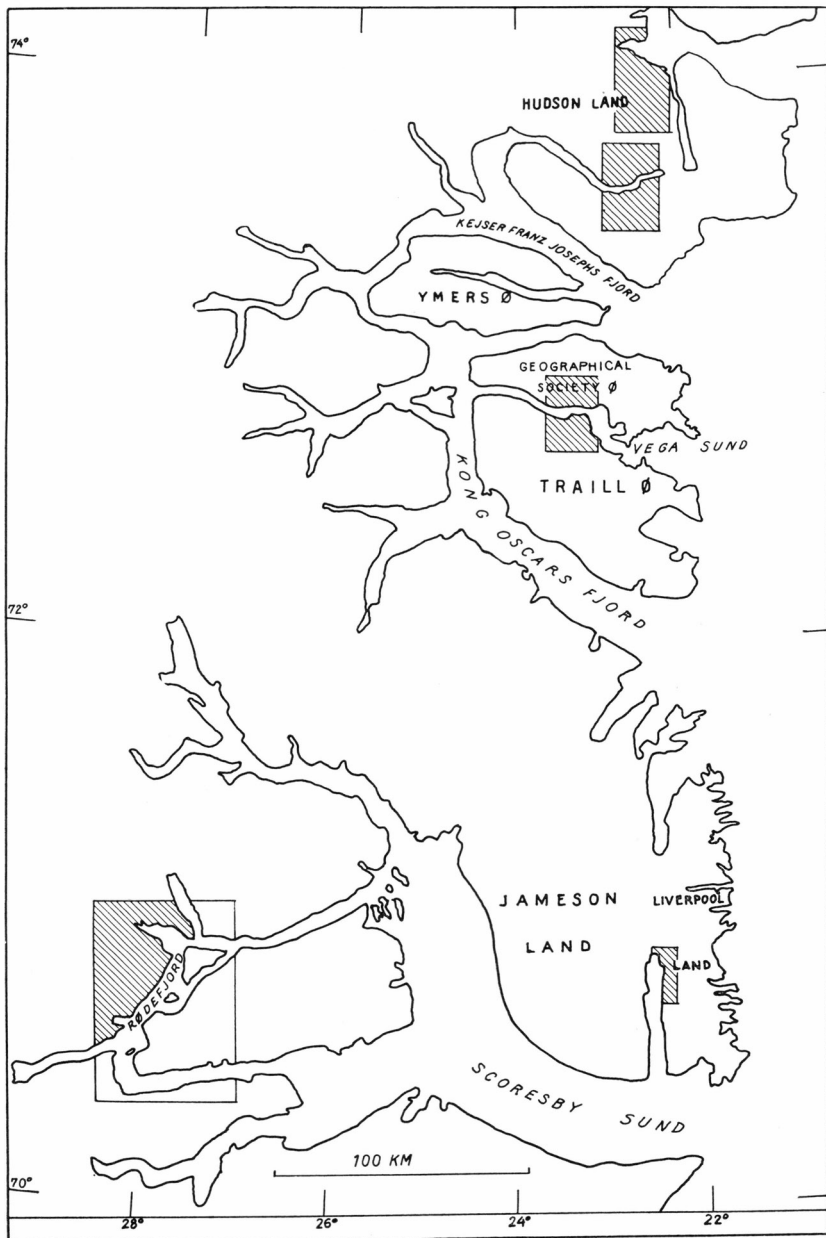 74°
HUDSON LAND
KEJSER FRANZ JOSEPHS FJORD
YMERS Ø
GEOGRAPHICAL
SOCIETY Ø
VEGA SUND
TRAILL Ø
KONG OSCARS FJORD
72°
JAMESON
LAND
LIVERPOOL
LAND
RØDEFJORD
SCORESBY SUND
100 KM
70°
28°
26°
24°
22°